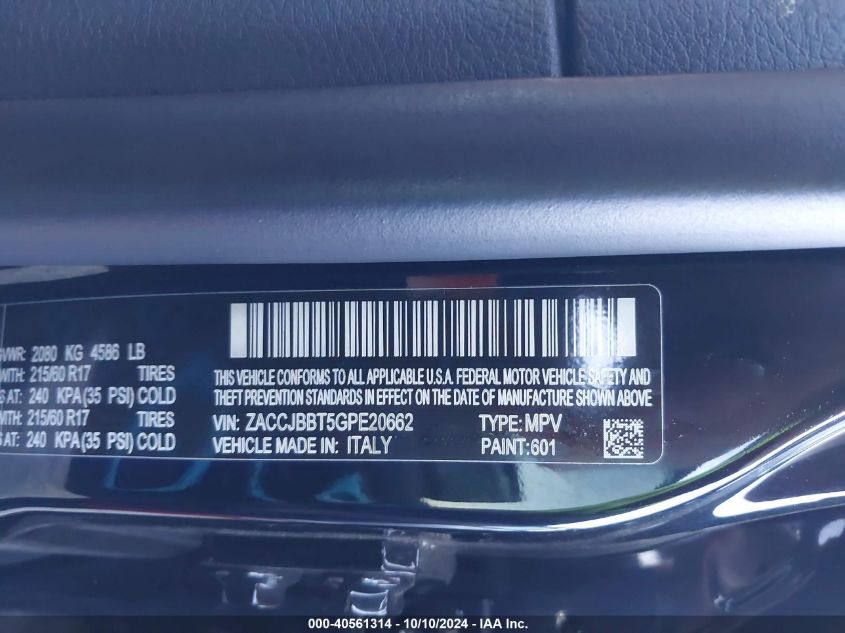 GVWR: 2080 KG 4586 LB
WITH: 215/60 R17 TIRES
AT: 240 KPA(35 PSI) COLD
WITH: 215/60 R17 TIRES
AT: 240 KPA(35 PSI) COLD
THIS VEHICLE CONFORMS TO ALL APPLICABLE U.S.A. FEDERAL MOTOR VEHICLE SAFETY AND
THEFT PREVENTION STANDARDS IN EFFECT ON THE DATE OF MANUFACTURE SHOWN ABOVE.
VIN: ZACCJBBT5GPE20662 TYPE: MPV
VEHICLE MADE IN: ITALY PAINT:601
000-40561314 - 10/10/2024 - IAA Inc.